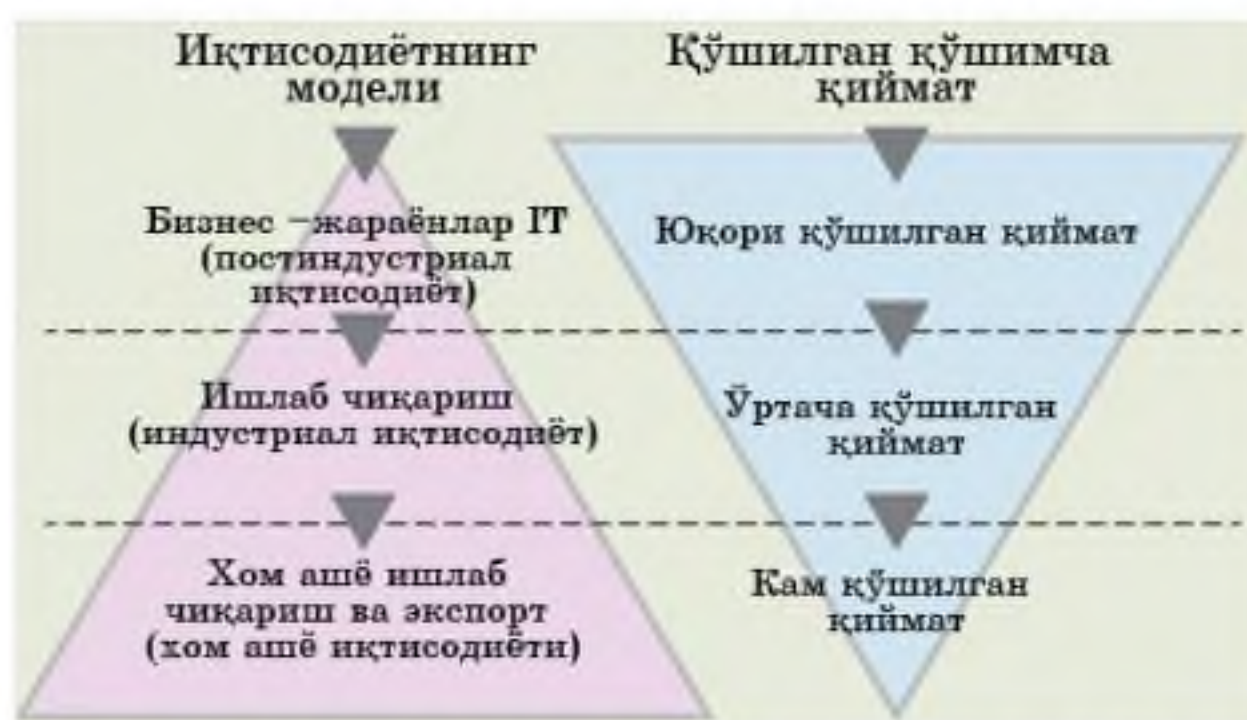 Иқтисодиётнинг
модели
Бизнес –жараёнлар IT
(постиндустриал
иқтисодиёт)
Ишлаб чиқариш
(индустриал иқтисодиёт)
Хом ашё ишлаб
чиқариш ва экспорт
(хом ашё иқтисодиёти)
Қўшилган қўшимча
қиймат
Юқори қўшилган қиймат
Ўртача қўшилган
қиймат
Кам қўшилган
қиймат